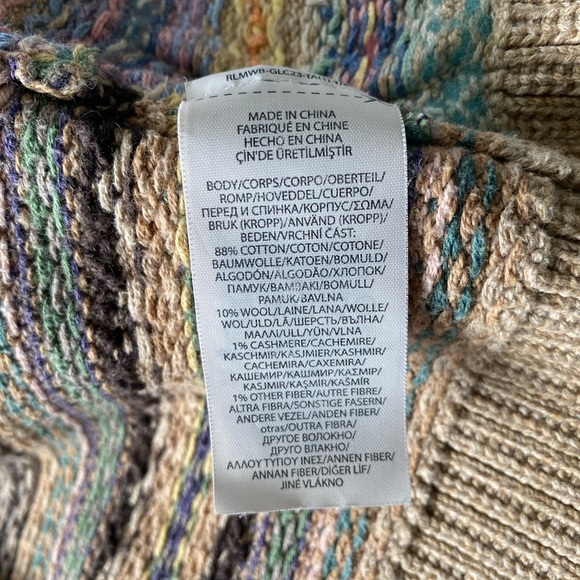 RLMWB-GLC23-TAOT
MADE IN CHINA
FABRIQUÉ EN CHINE
HECHO EN CHINA
ÇİN'DE ÜRETİLMİŞTİR
BODY/CORPS/CORPO/OBERTEIL/
ROMP/HOVEDDEL/CUERPO/
ПЕРЕД И СПИНКА/КОРПУС/ΣΩΜΑ/
BRUK (KROPP)/ANVÄND (KROPP)/
BEDEN/VRCHNÍ ČÁST:
88% COTTON/COTON/COTONE/
BAUMWOLLE/KATOEN/BOMULD/
ALGODÓN/ALGODÃO/ХЛОПОК/
ПАМУК/ΒΑΜΒΑΚΙ/BOMULL/
PAMUK/BAVLNA
10% WOOL/LAINE/LANA/WOLLE/
WOL/ULD/LÃ/ШЕРСТЬ/ВЪЛНА/
ΜΑΛΛΙ/ULL/YÜN/VLNA
1% CASHMERE/CACHEMIRE/
KASCHMIR/KASJMIER/KASHMIR/
CACHEMIRA/CAXEMIRA/
КАШЕМИР/КАШМИР/ΚΑΣΜΙΡ/
KASJMIR/KAŞMİR/KAŠMÍR
1% OTHER FIBER/AUTRE FIBRE/
ALTRA FIBRA/SONSTIGE FASERN/
ANDERE VEZEL/ANDEN FIBER/
otras/OUTRA FIBRA/
ДРУГОЕ ВОЛОКНО/
ДРУГО ВЛАКНО/
ΑΛΛΟΥ ΤΥΠΟΥ ΙΝΕΣ/ANNEN FIBER/
ANNAN FIBER/DİĞER LİF/
JINÉ VLÁKNO